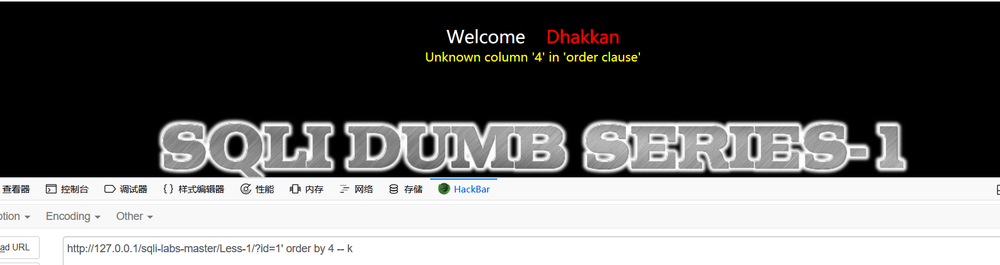 Welcome Dhakkan
Unknown column '4' in 'order clause'
SQLI DUMB SERIES-1
查看器 控制台 调试器 {} 样式编辑器 性能 内存 网络 存储 HackBar
ption Encoding Other
ad URL http://127.0.0.1/sqli-labs-master/Less-1/?id=1' order by 4 -- k